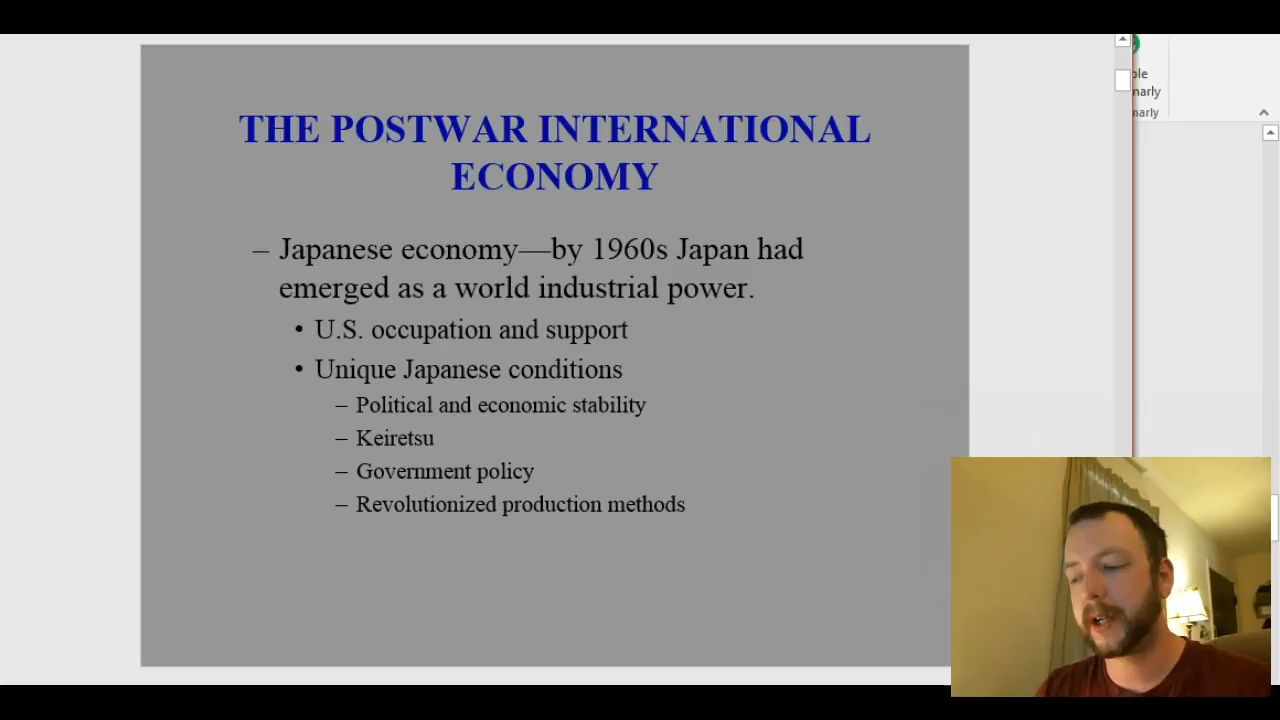 THE POSTWAR INTERNATIONAL
ECONOMY
– Japanese economy—by 1960s Japan had
emerged as a world industrial power.
• U.S. occupation and support
• Unique Japanese conditions
– Political and economic stability
– Keiretsu
– Government policy
– Revolutionized production methods